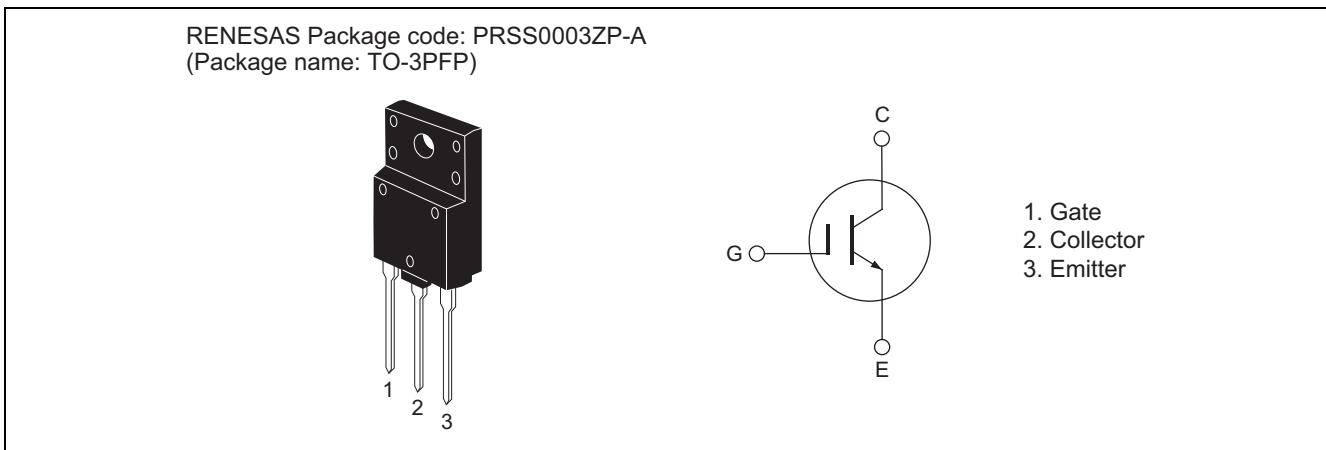 RENESAS Package code: PRSS0003ZP-A
(Package name: TO-3PFP)
1
2
3
C
G
E
1. Gate
2. Collector
3. Emitter